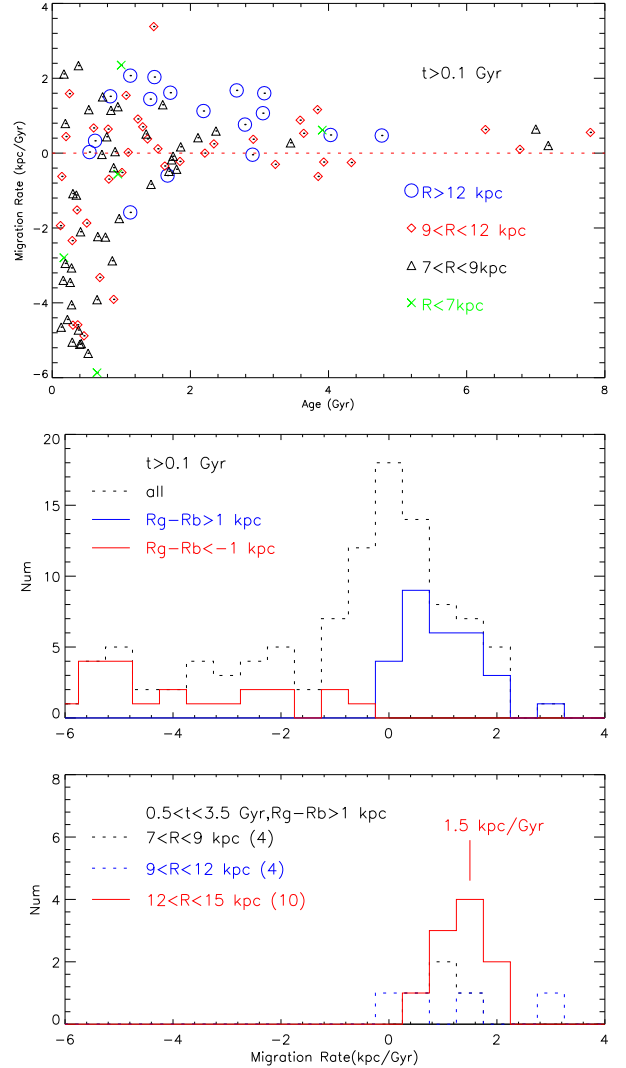 4
2
0
−2
−4
−6
Migration Rate (kpc/Gyr)
t>0.1 Gyr
R>12 kpc
9<R<12 kpc
7<R<9kpc
R<7kpc
0 2 4 6 8
Age (Gyr)
20
15
10
5
0
Num
t>0.1 Gyr
all
Rg−Rb>1 kpc
Rg−Rb<−1 kpc
−6 −4 −2 0 2 4
8
6
4
2
0
Num
0.5<t<3.5 Gyr,Rg−Rb>1 kpc
7<R<9 kpc (4)
9<R<12 kpc (4)
12<R<15 kpc (10)
1.5 kpc/Gyr
−6 −4 −2 0 2 4
Migration Rate(kpc/Gyr)